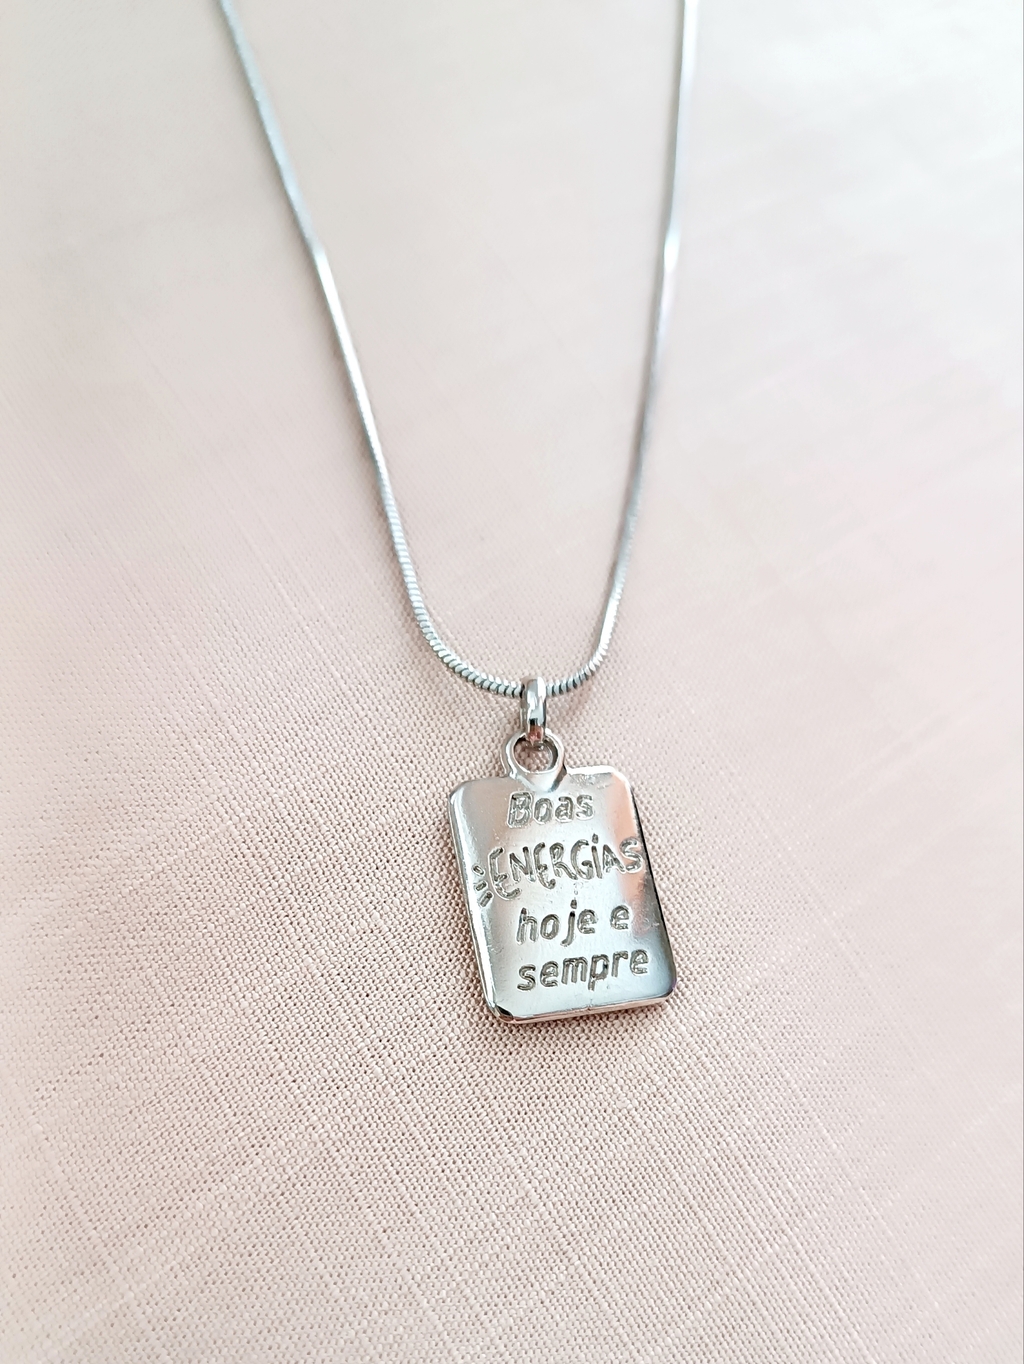 Boas
ENERGiAS
hoje e
sempre